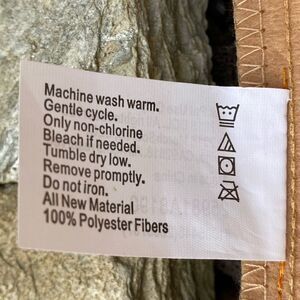 Machine wash warm.
Gentle cycle.
Only non-chlorine
Bleach if needed.
Tumble dry low.
Remove promptly.
Do not iron.
All New Material
100% Polyester Fibers